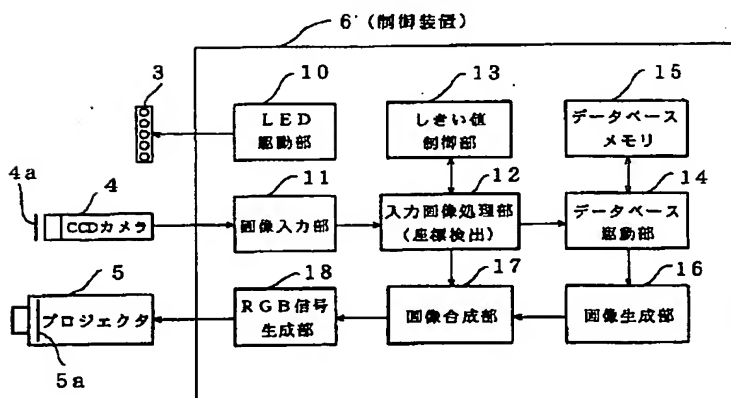 6 (制御装置)
3
10
13
15
LED
駆動部
しきい値
制御部
データベース
メモリ
4a
4
11
12
14
CCDカメラ
画像入力部
入力画像処理部
(座標検出)
データベース
駆動部
5
18
17
16
プロジェクタ
RGB信号
生成部
画像合成部
画像生成部
5a